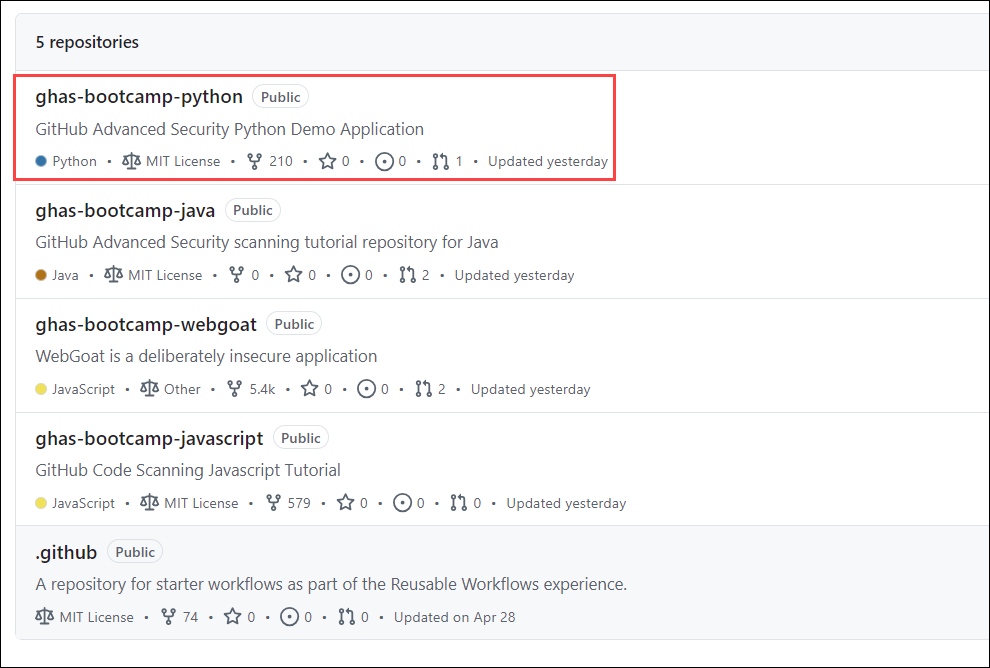 5 repositories
ghas-bootcamp-python Public
GitHub Advanced Security Python Demo Application
Python • MIT License • 210 • 0 • 0 • 1 • Updated yesterday
ghas-bootcamp-java Public
GitHub Advanced Security scanning tutorial repository for Java
Java • MIT License • 0 • 0 • 0 • 2 • Updated yesterday
ghas-bootcamp-webgoat Public
WebGoat is a deliberately insecure application
JavaScript • Other • 5.4k • 0 • 0 • 2 • Updated yesterday
ghas-bootcamp-javascript Public
GitHub Code Scanning Javascript Tutorial
JavaScript • MIT License • 579 • 0 • 0 • 0 • Updated yesterday
.github Public
A repository for starter workflows as part of the Reusable Workflows experience.
MIT License • 74 • 0 • 0 • 0 • Updated on Apr 28